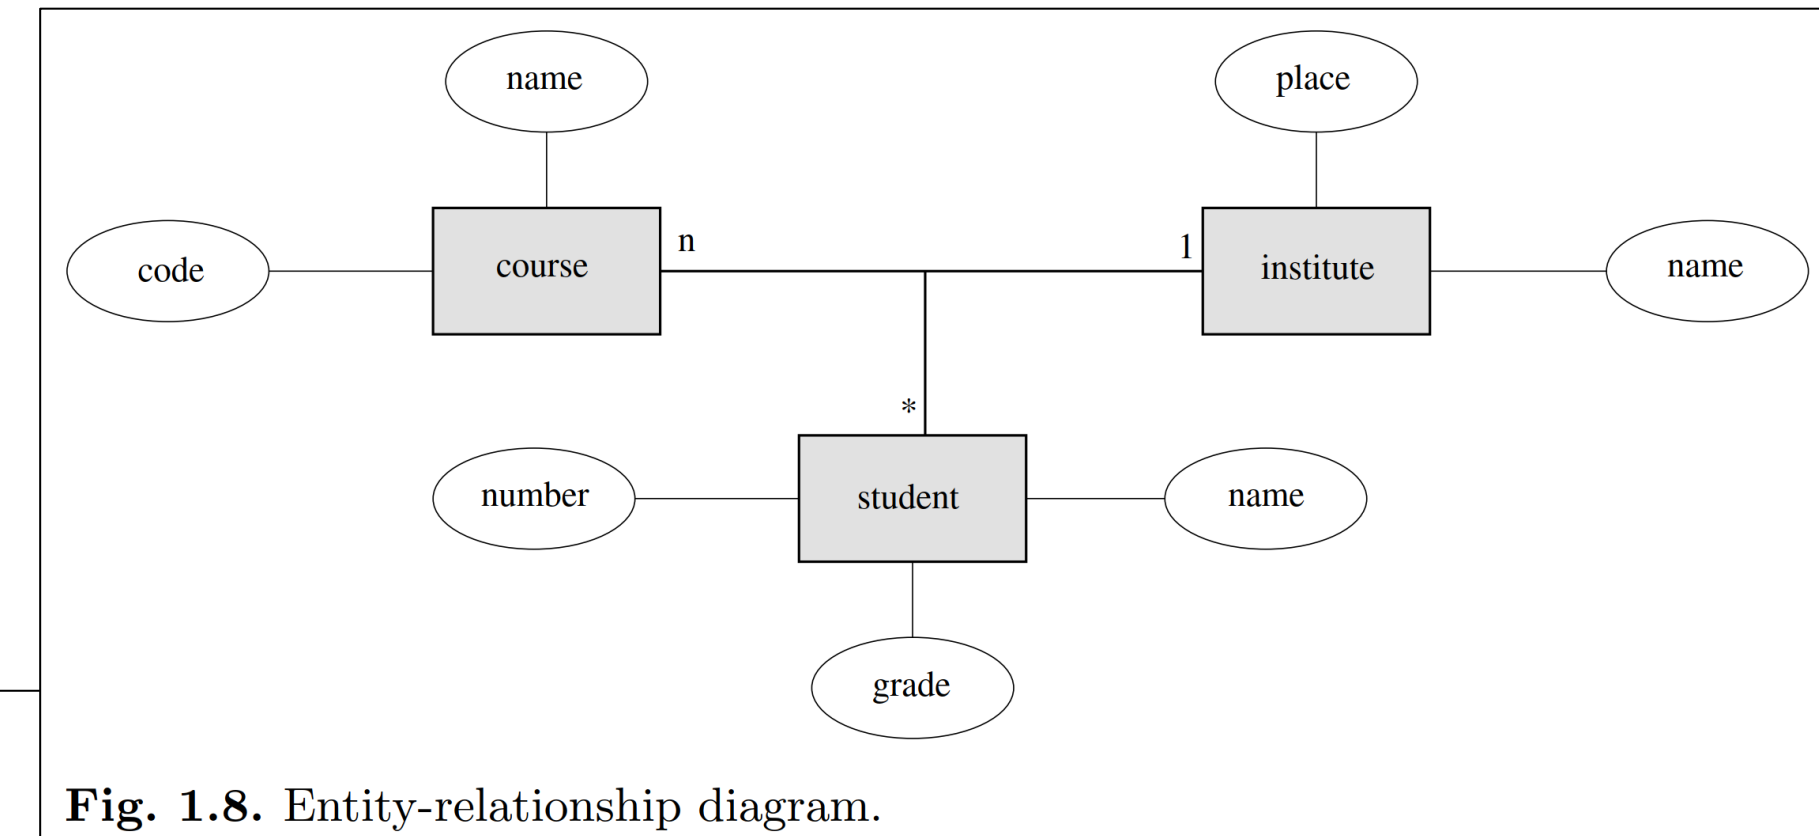 name
place
code
course
n
1
institute
name
*
number
student
name
grade
Fig. 1.8. Entity-relationship diagram.